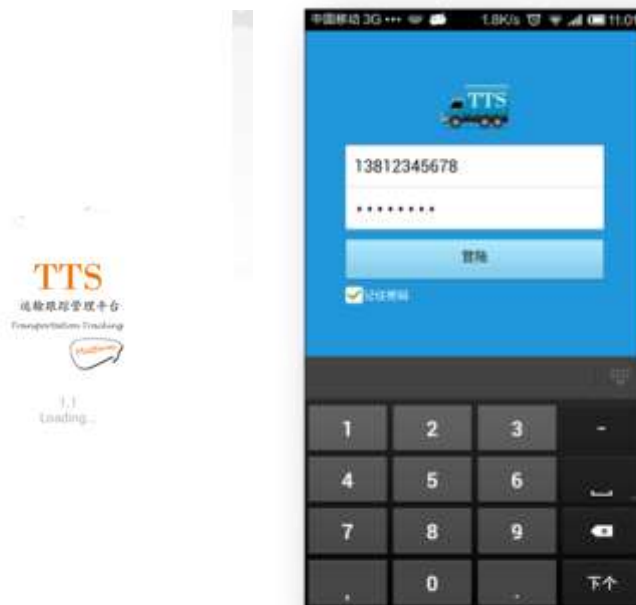 TTS
运输跟踪管理平台
Transportation Tracking
Platform
1.1
Loading...
中国移动 3G ••• 1.8K/s 11:01
TTS
13812345678
••••••••
登陆
记住密码
1 2 3 -
4 5 6
7 8 9
, 0 . 下个